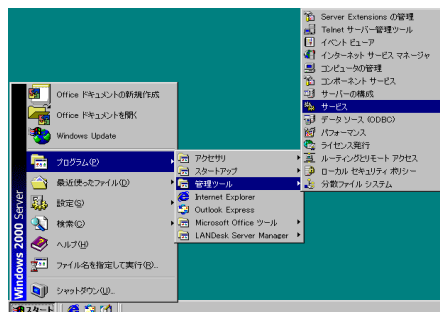 Office ドキュメントの新規作成
Office ドキュメントを開く
Windows Update
プログラム(P)
最近使ったファイル(D)
設定(S)
検索(C)
ヘルプ(H)
ファイル名を指定して実行(R)...
シャットダウン(U)...
Windows 2000 Server
スタート
アクセサリ
スタートアップ
管理ツール
Internet Explorer
Outlook Express
Microsoft Office ツール
LANDesk Server Manager
Server Extensions の管理
Telnet サーバー管理ツール
イベント ビューア
インターネット サービス マネージャ
コンピュータの管理
コンポーネント サービス
サーバーの構成
サービス
データ ソース (ODBC)
パフォーマンス
ライセンス発行
ルーティングとリモート アクセス
ローカル セキュリティ ポリシー
分散ファイル システム